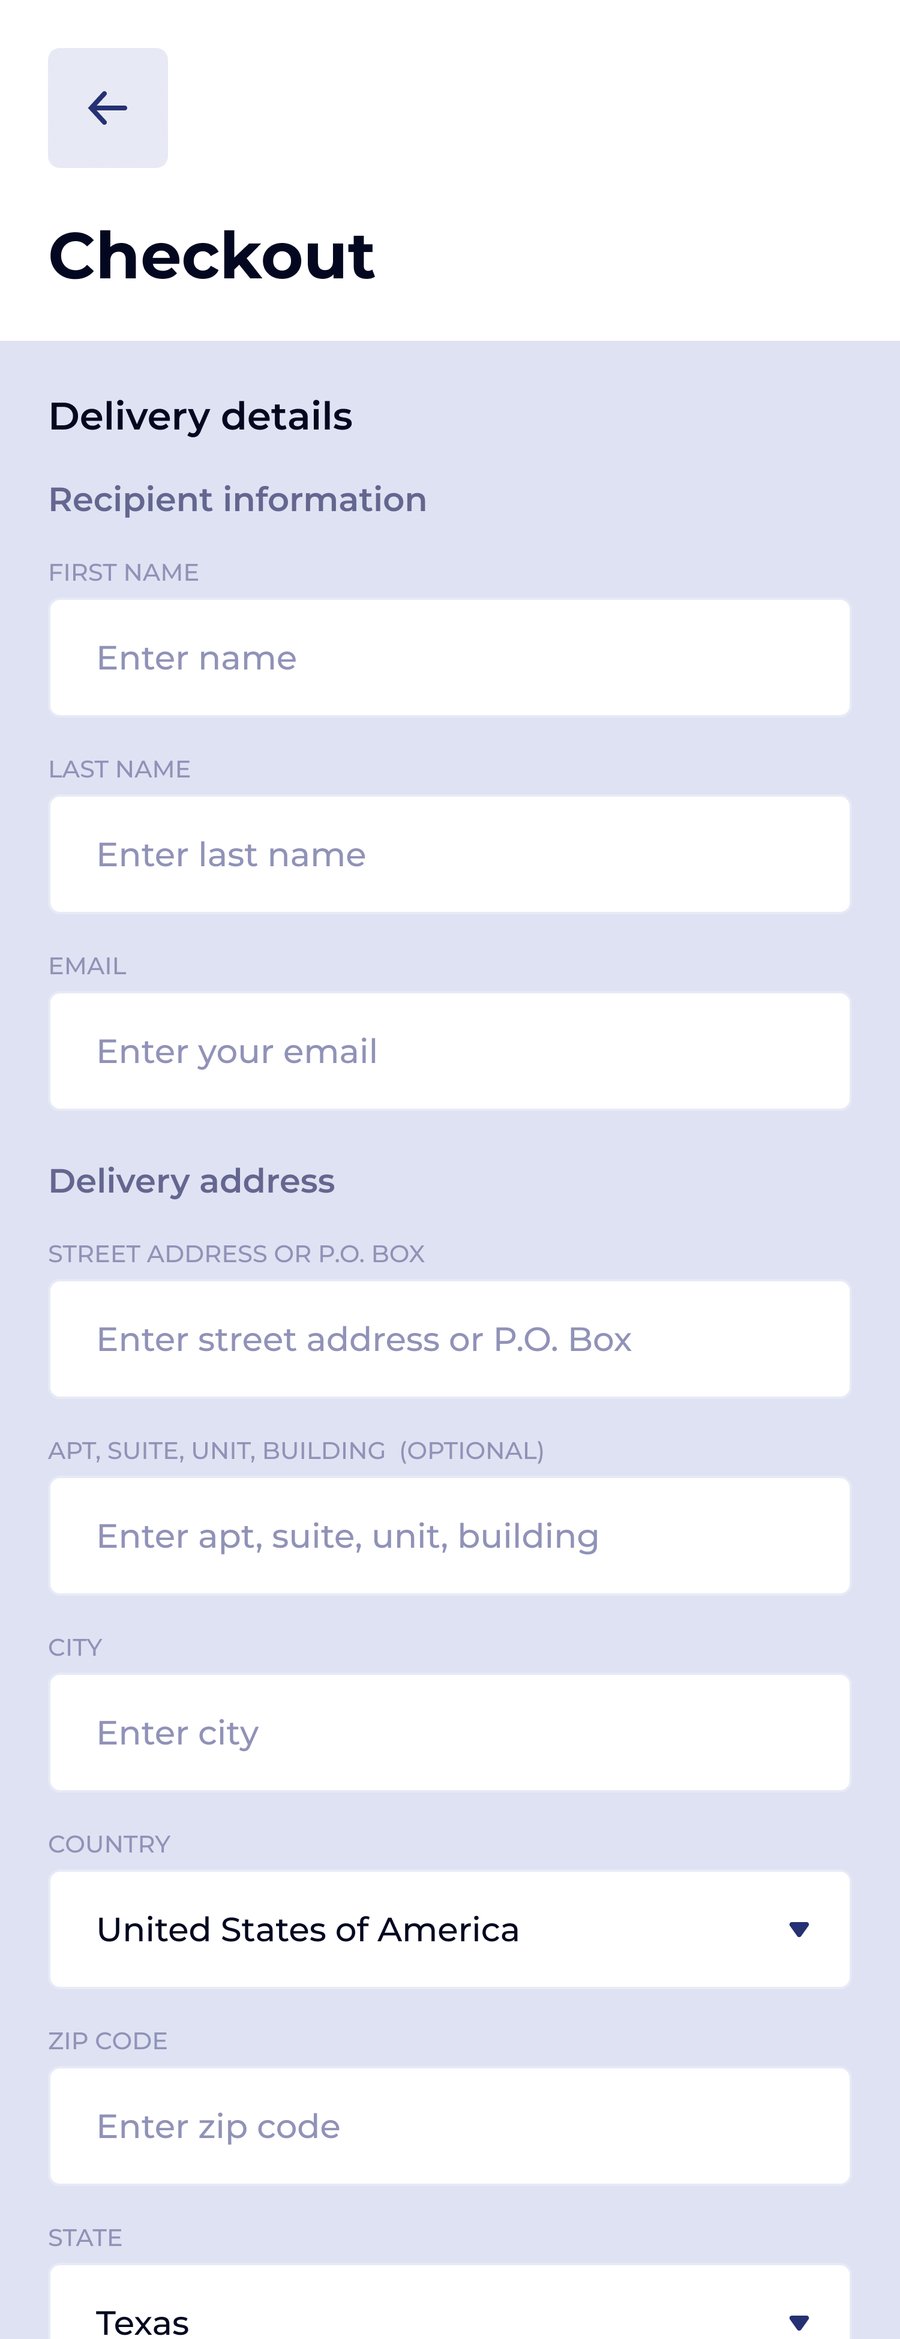 Checkout
Delivery details
Recipient information
FIRST NAME
Enter name
LAST NAME
Enter last name
EMAIL
Enter your email
Delivery address
STREET ADDRESS OR P.O. BOX
Enter street address or P.O. Box
APT, SUITE, UNIT, BUILDING  (OPTIONAL)
Enter apt, suite, unit, building
CITY
Enter city
COUNTRY
United States of America
ZIP CODE
Enter zip code
STATE
Texas